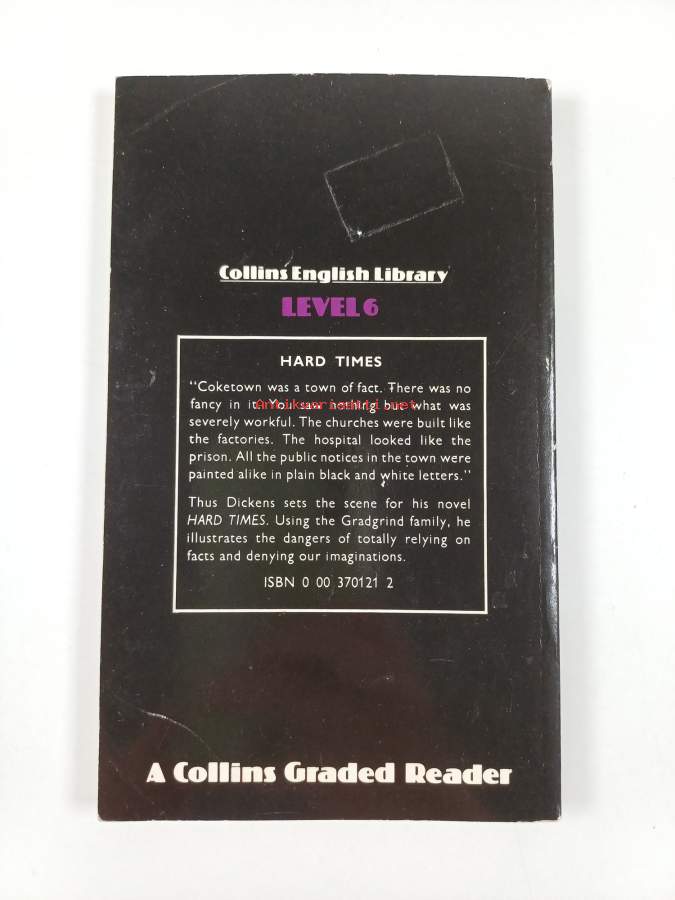 Collins English Library
LEVEL 6
HARD TIMES
"Coketown was a town of fact. There was no
fancy in it. You saw nothing but what was
severely workful. The churches were built like
the factories. The hospital looked like the
prison. All the public notices in the town were
painted alike in plain black and white letters."
Thus Dickens sets the scene for his novel
HARD TIMES. Using the Gradgrind family, he
illustrates the dangers of totally relying on
facts and denying our imaginations.
ISBN 0 00 370121 2
A Collins Graded Reader